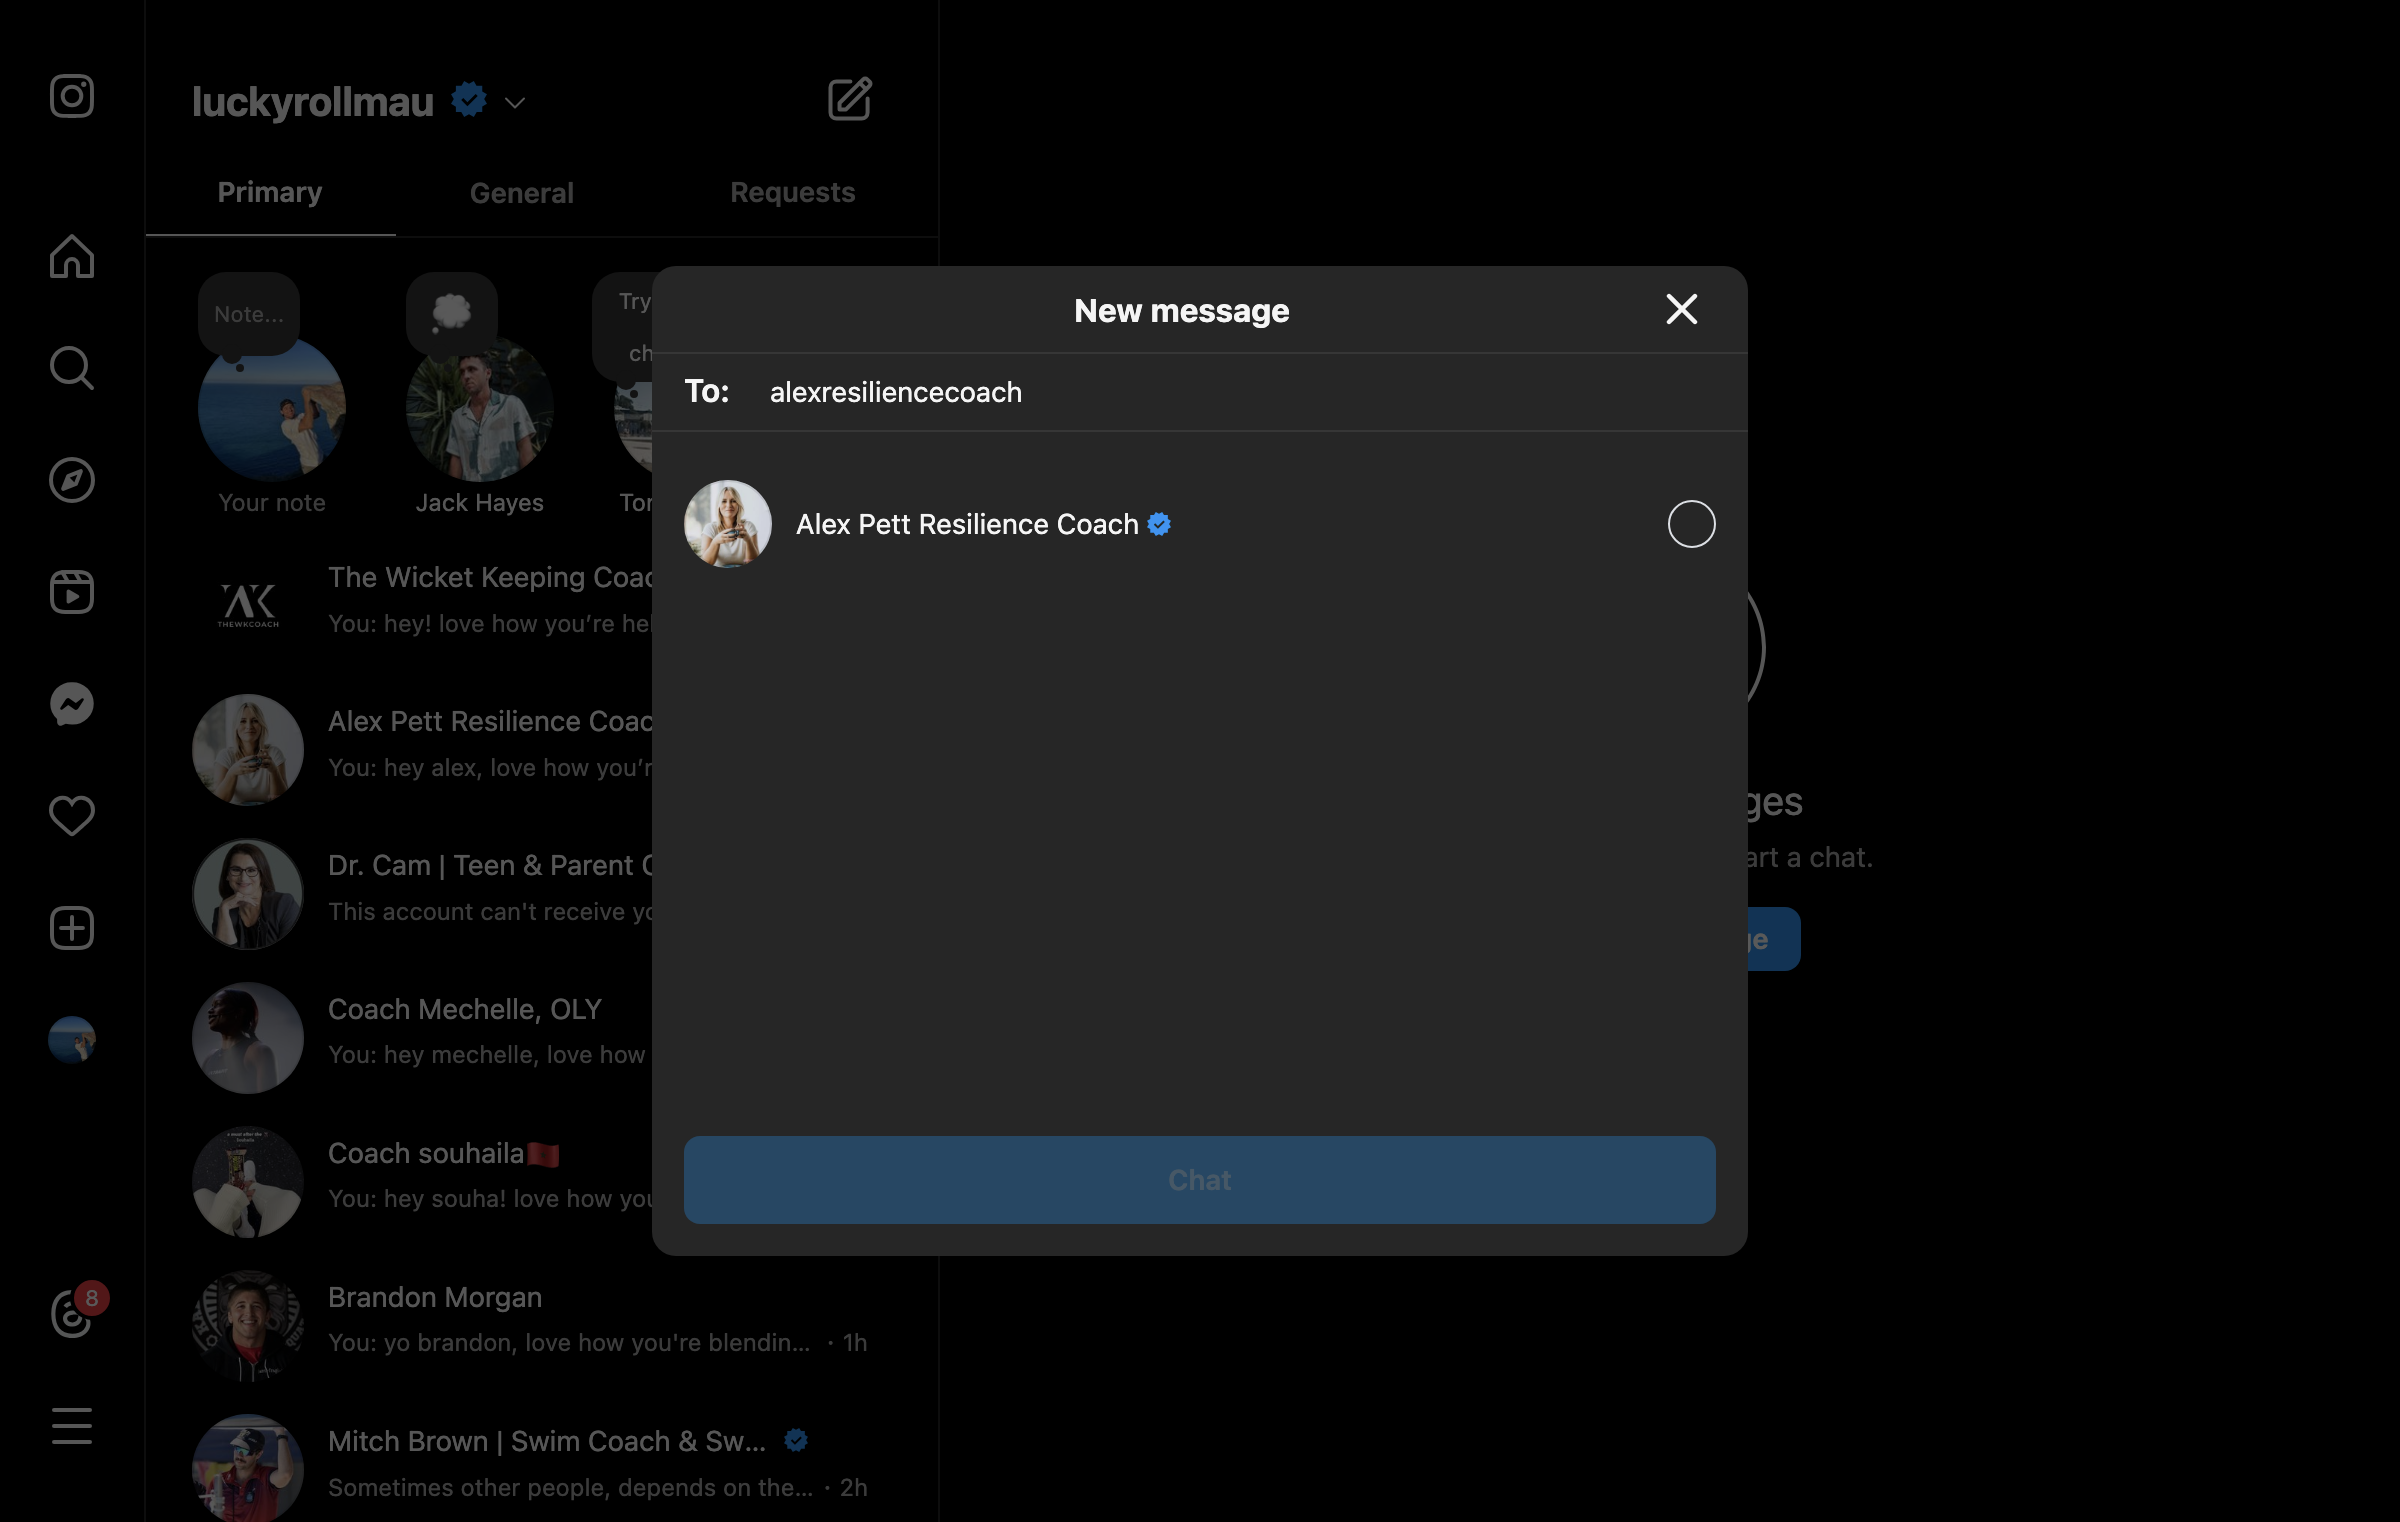 luckyrollmau
Primary
General
Requests
Note...
Try
ch
Your note
Jack Hayes
Tor
THEWKCOACH
The Wicket Keeping Coac
You: hey! love how you’re hel
Alex Pett Resilience Coac
You: hey alex, love how you’r
Dr. Cam | Teen & Parent C
This account can't receive yo
Coach Mechelle, OLY
You: hey mechelle, love how
Coach souhaila🇲🇦
You: hey souha! love how you
Brandon Morgan
You: yo brandon, love how you're blendin... · 1h
Mitch Brown | Swim Coach & Sw...
Sometimes other people, depends on the... · 2h
8
New message
To: alexresiliencecoach
Alex Pett Resilience Coach
Chat
ges
art a chat.
ge